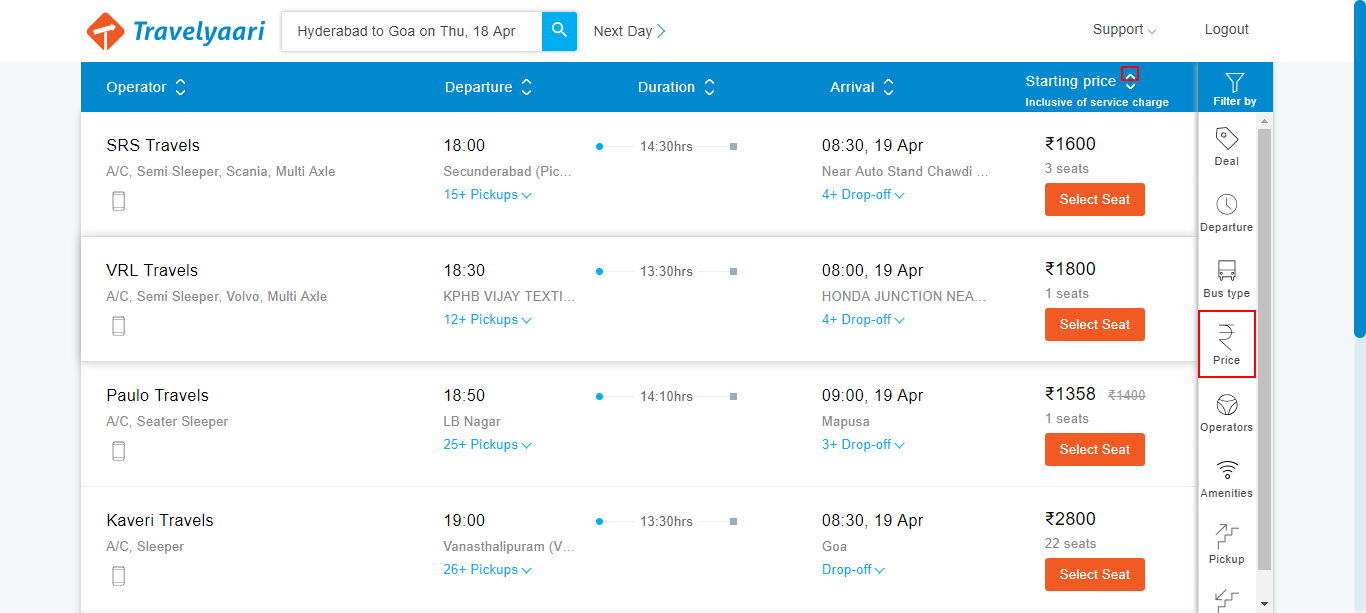 Travelyaari
Hyderabad to Goa on Thu, 18 Apr
Next Day
Support
Logout
Operator
Departure
Duration
Arrival
Starting price
Inclusive of service charge
Filter by
SRS Travels
A/C, Semi Sleeper, Scania, Multi Axle
18:00
Secunderabad (Pic...
15+ Pickups
14:30hrs
08:30, 19 Apr
Near Auto Stand Chawdi ...
4+ Drop-off
₹1600
3 seats
Select Seat
VRL Travels
A/C, Semi Sleeper, Volvo, Multi Axle
18:30
KPHB VIJAY TEXTI...
12+ Pickups
13:30hrs
08:00, 19 Apr
HONDA JUNCTION NEA...
4+ Drop-off
₹1800
1 seats
Select Seat
Paulo Travels
A/C, Seater Sleeper
18:50
LB Nagar
25+ Pickups
14:10hrs
09:00, 19 Apr
Mapusa
3+ Drop-off
₹1358 ₹1400
1 seats
Select Seat
Kaveri Travels
A/C, Sleeper
19:00
Vanasthalipuram (V...
26+ Pickups
13:30hrs
08:30, 19 Apr
Goa
Drop-off
₹2800
22 seats
Select Seat
Deal
Departure
Bus type
Price
Operators
Amenities
Pickup